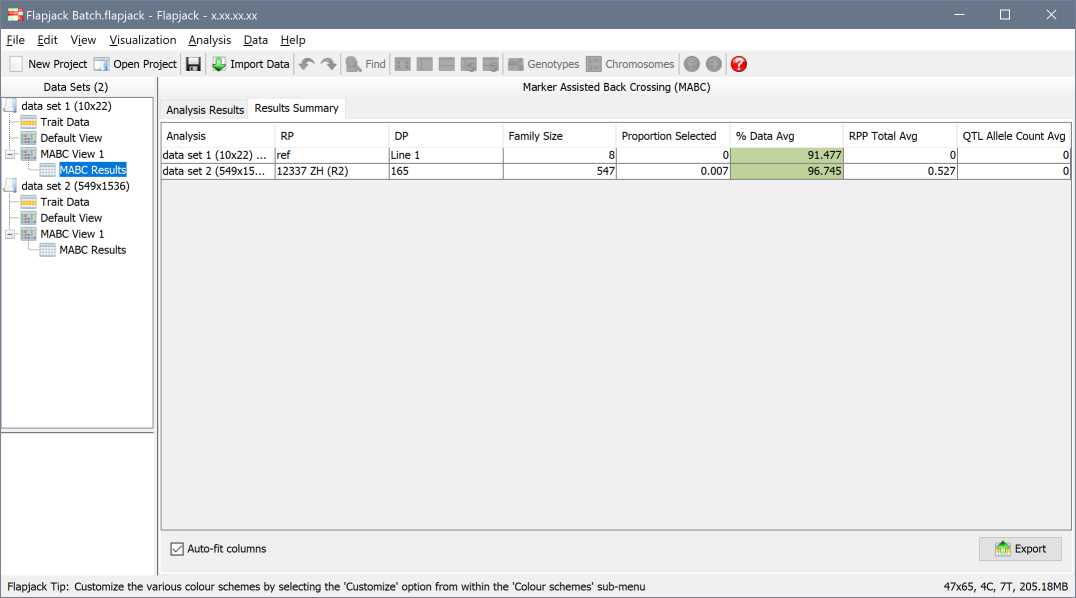 Flapjack Batch.flapjack - Flapjack - x.xx.xx.xx
File Edit View Visualization Analysis Data Help
New Project Open Project Import Data Find Genotypes Chromosomes ?
Data Sets (2)
data set 1 (10x22)
Trait Data
Default View
MABC View 1
MABC Results
data set 2 (549x1536)
Trait Data
Default View
MABC View 1
MABC Results
Marker Assisted Back Crossing (MABC)
Analysis Results Results Summary
Analysis RP DP Family Size Proportion Selected % Data Avg RPP Total Avg QTL Allele Count Avg
data set 1 (10x22) ... ref Line 1 8 0 91.477 0 0
data set 2 (549x15... 12337 ZH (R2) 165 547 0.007 96.745 0.527 0
Auto-fit columns
Export
Flapjack Tip: Customize the various colour schemes by selecting the 'Customize' option from within the 'Colour schemes' sub-menu
47x65, 4C, 7T, 205.18MB